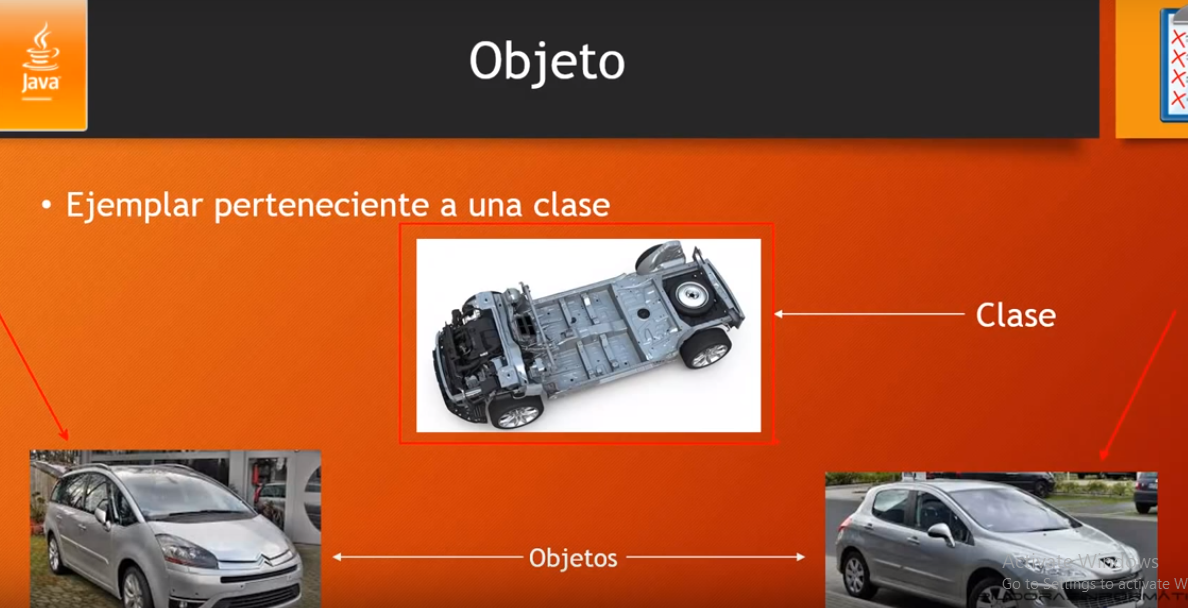 Java
Objeto
• Ejemplar perteneciente a una clase
Clase
Objetos
Activate Windows
Go to Settings to activate W